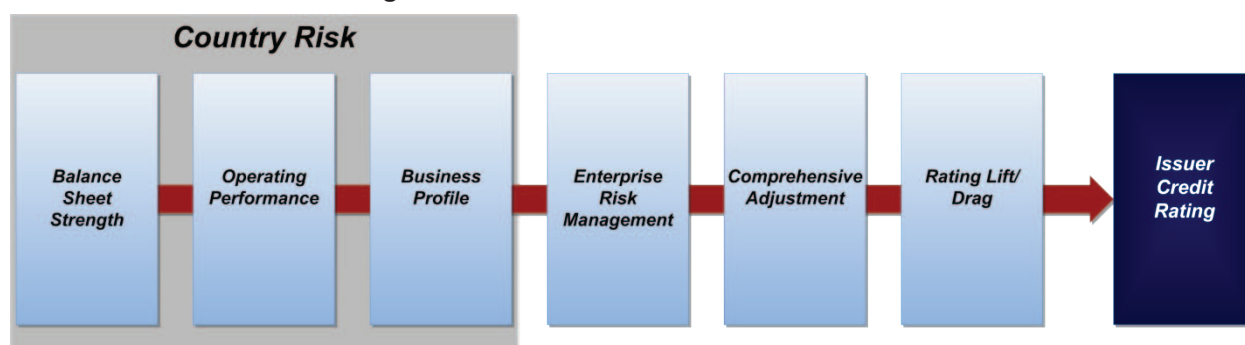 Country Risk
Balance
Sheet
Strength
Operating
Performance
Business
Profile
Enterprise
Risk
Management
Comprehensive
Adjustment
Rating Lift/
Drag
Issuer
Credit
Rating